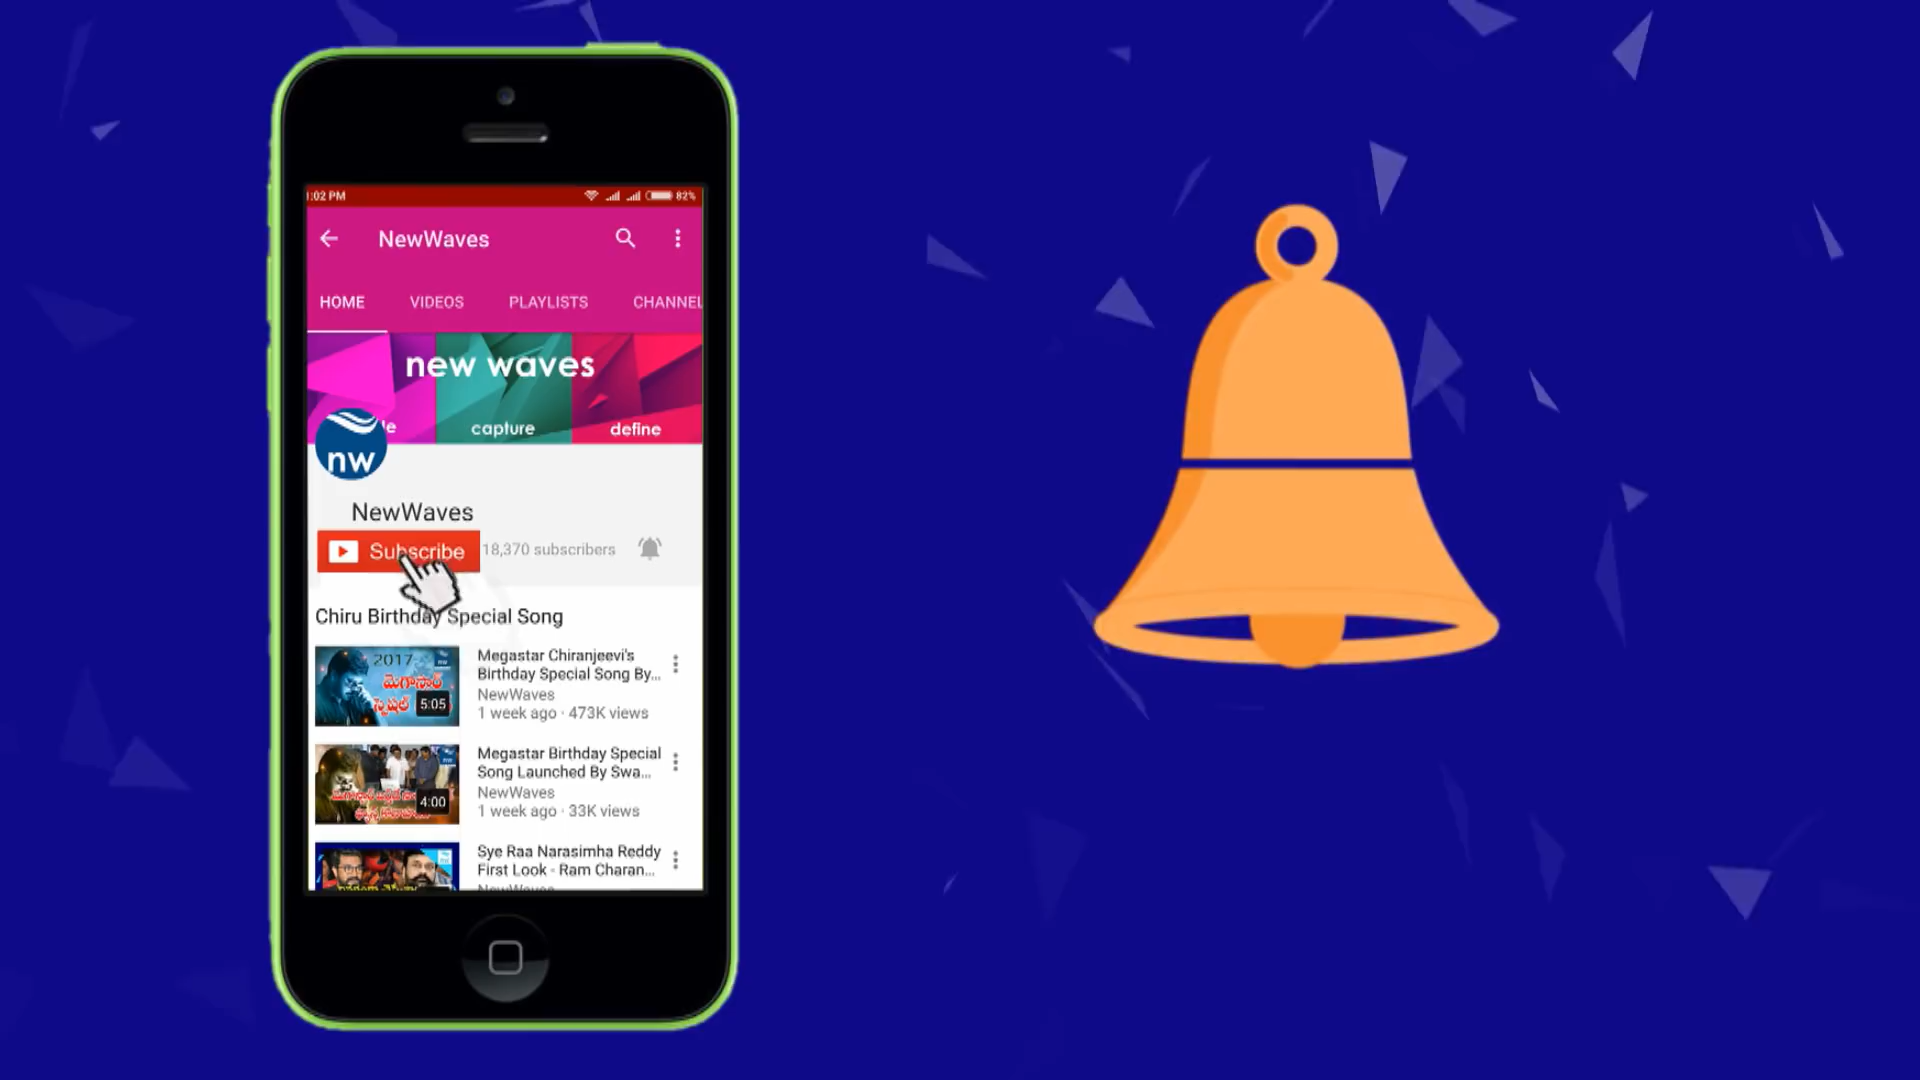 1:02 PM
82%
NewWaves
HOME VIDEOS PLAYLISTS CHANNEL
new waves
capture define
nw
NewWaves
Subscribe 18,370 subscribers
Chiru Birthday Special Song
2017
మెగాస్టార్
స్పెషల్
5:05
Megastar Chiranjeevi's
Birthday Special Song By...
NewWaves
1 week ago · 473K views
4:00
Megastar Birthday Special
Song Launched By Swa...
NewWaves
1 week ago · 33K views
Sye Raa Narasimha Reddy
First Look - Ram Charan...
NewWaves